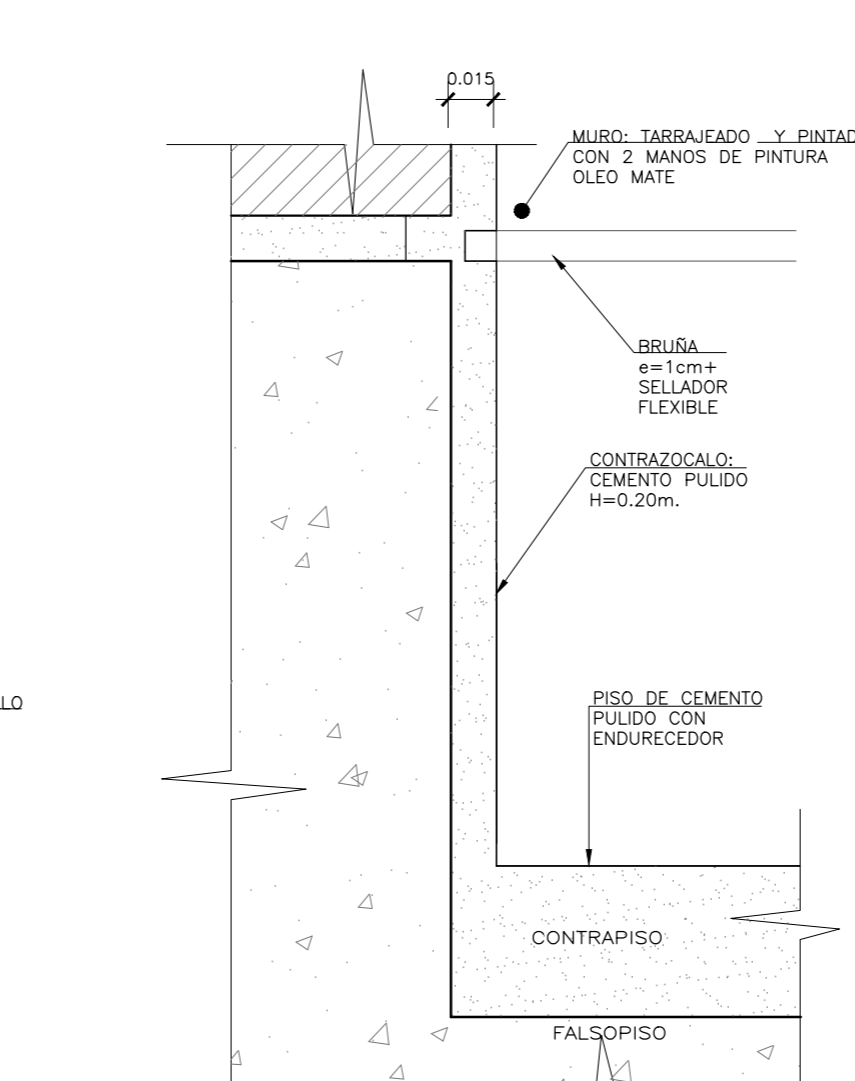 0.015
MURO: TARRAJEADO Y PINTAD
CON 2 MANOS DE PINTURA
OLEO MATE
BRUÑA
e=1cm+
SELLADOR
FLEXIBLE
CONTRAZOCALO:
CEMENTO PULIDO
H=0.20m.
LO
PISO DE CEMENTO
PULIDO CON
ENDURECEDOR
CONTRAPISO
FALSOPISO